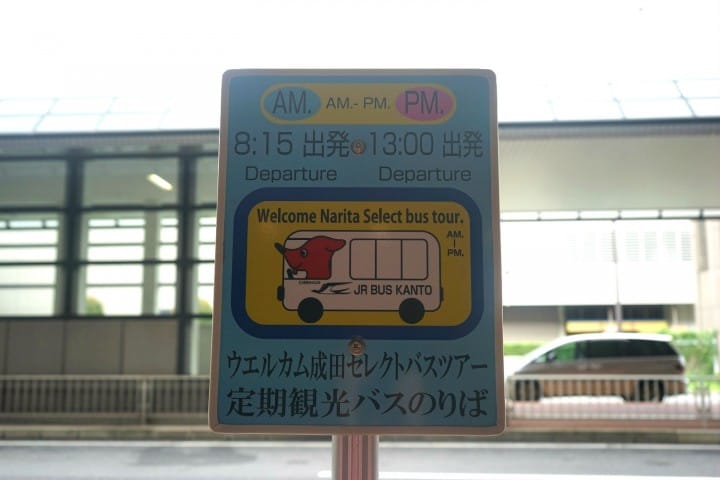 AM. AM.- PM. PM.
8:15 出発 13:00 出発
Departure Departure
Welcome Narita Select bus tour.
AM.
|
PM.
JR BUS KANTO
ウエルカム成田セレクトバスツアー
定期観光バスのりば